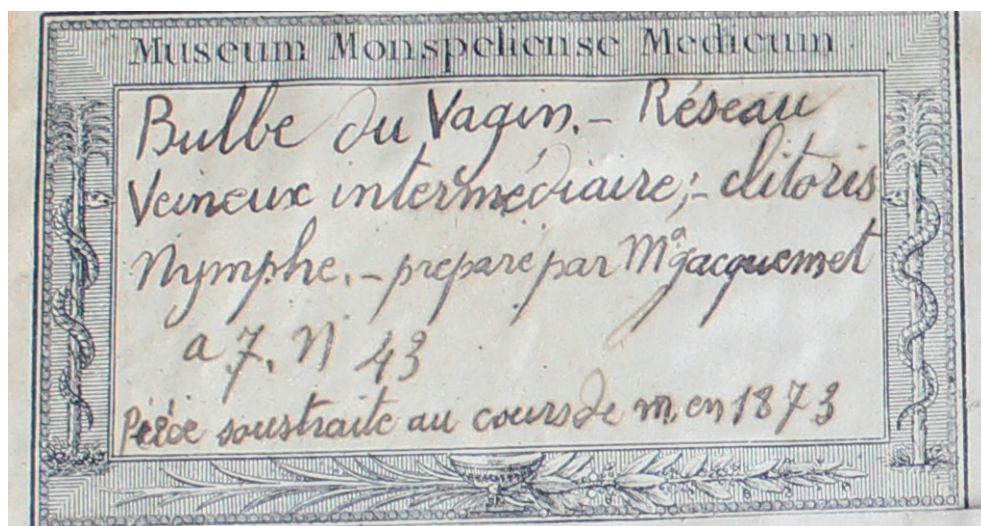 Museum Monspeliense Medicum
Bulbe du Vagin. - Réseau
Veineux intermédiaire; - clitoris
Nymphe. - préparé par Mr jacquemet
a 7. N 43
Pièce soustraite au cours de m. en 1873